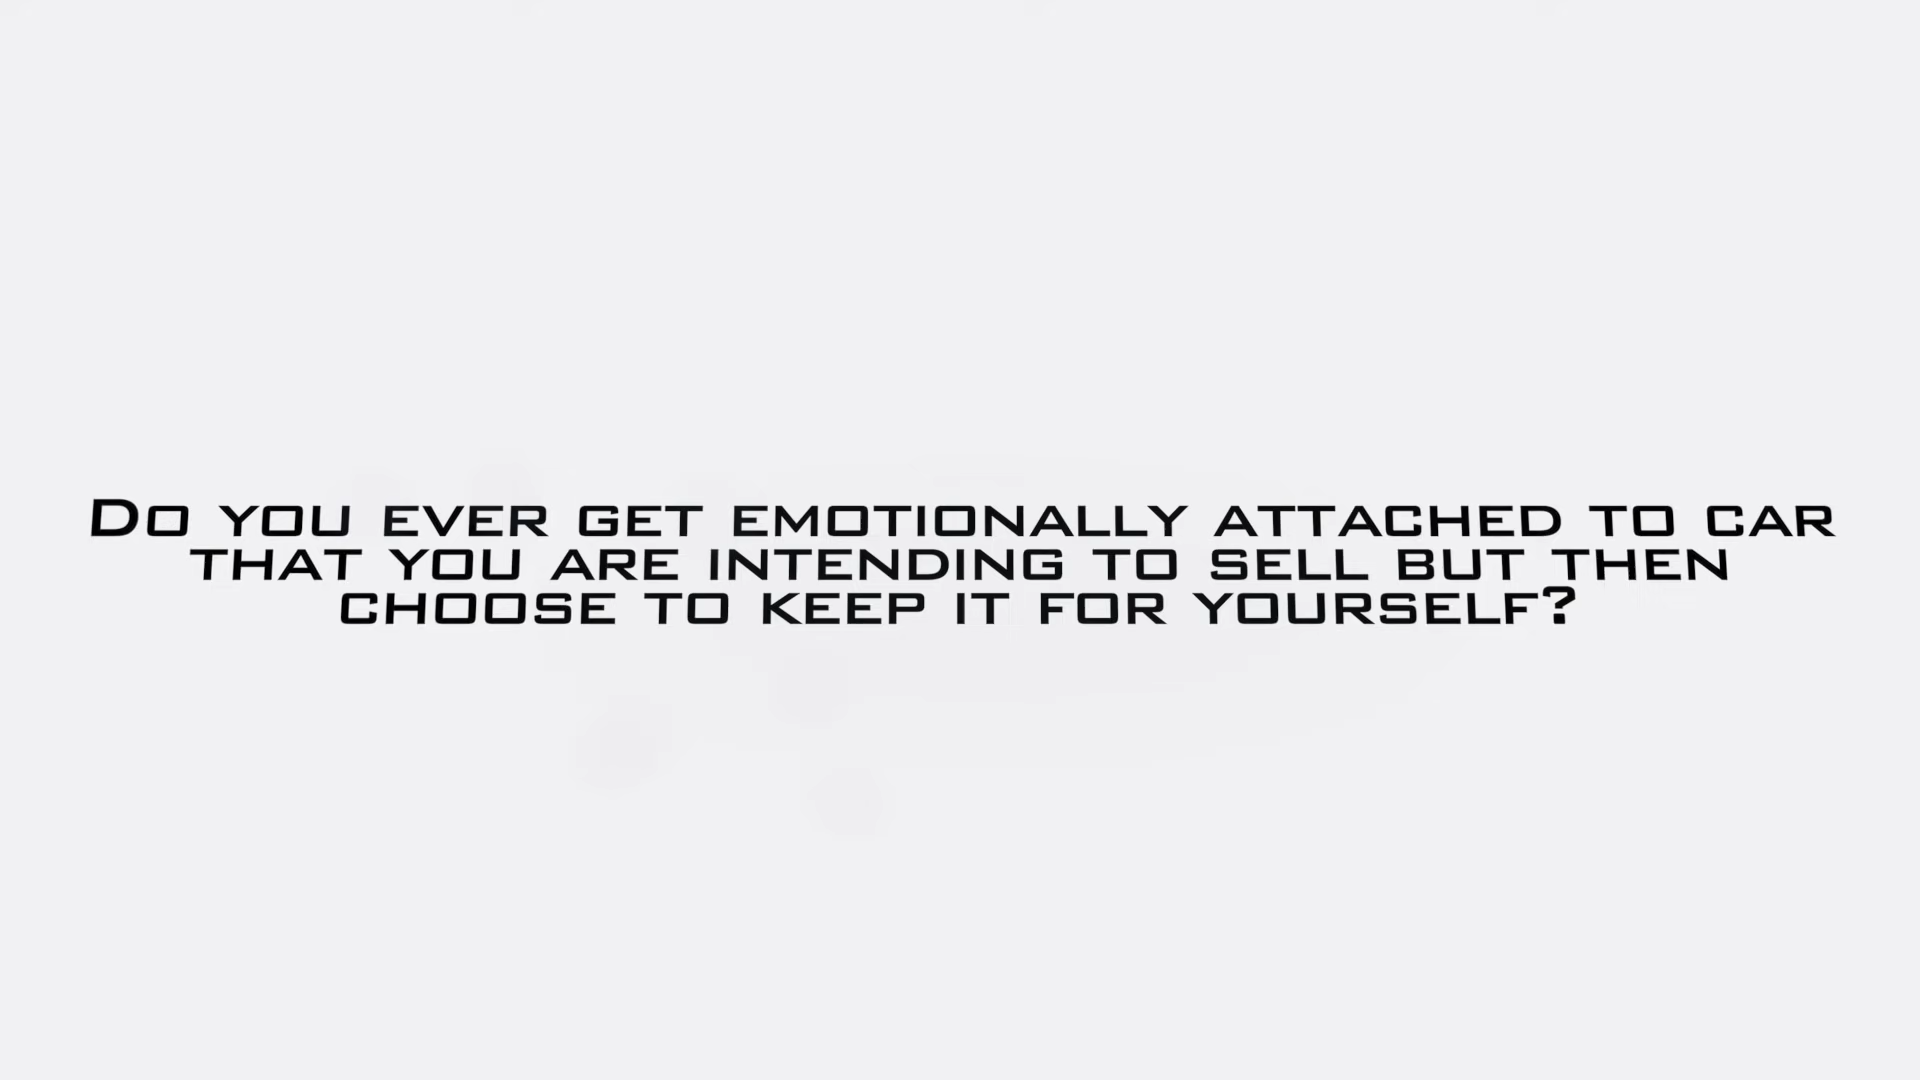 Do you ever get emotionally attached to car
that you are intending to sell but then
choose to keep it for yourself?